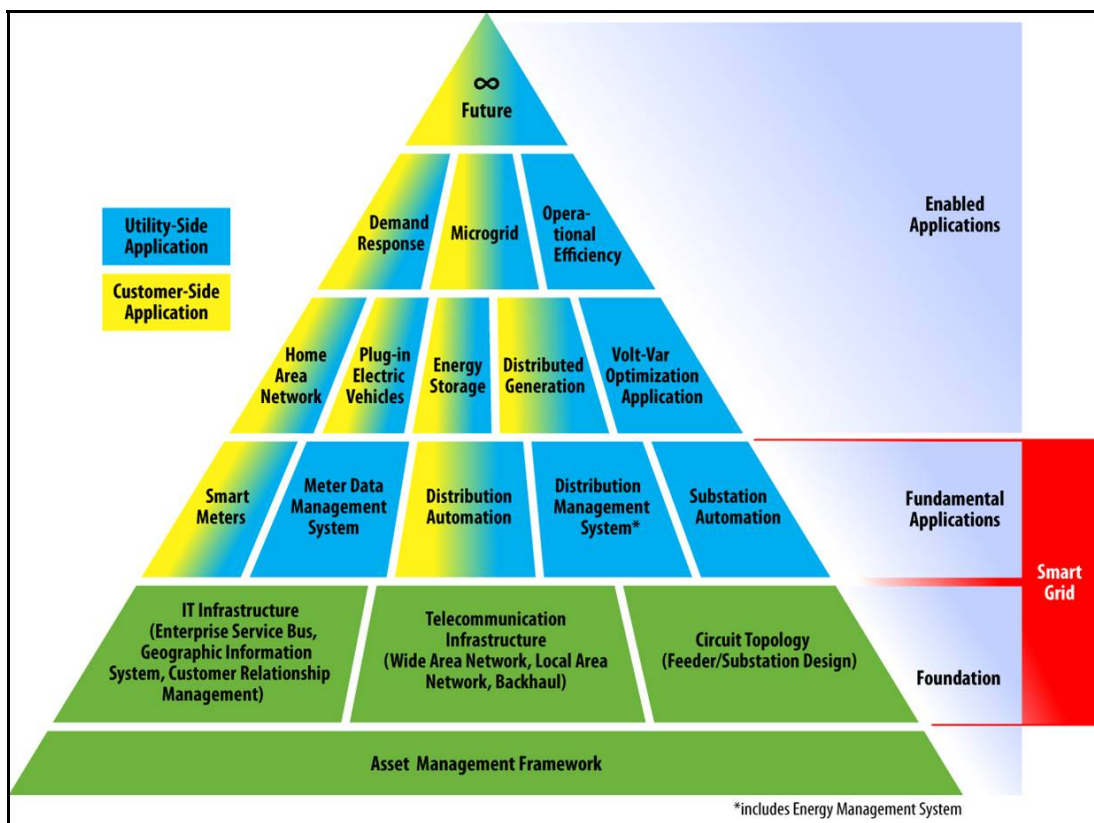 ∞
Future
Demand
Response
Microgrid
Opera-
tional
Efficiency
Enabled
Applications
Utility-Side
Application
Customer-Side
Application
Home
Area
Network
Plug-in
Electric
Vehicles
Energy
Storage
Distributed
Generation
Volt-Var
Optimization
Application
Smart
Meters
Meter Data
Management
System
Distribution
Automation
Distribution
Management
System*
Substation
Automation
Fundamental
Applications
Smart
Grid
IT Infrastructure
(Enterprise Service Bus,
Geographic Information
System, Customer Relationship
Management)
Telecommunication
Infrastructure
(Wide Area Network, Local Area
Network, Backhaul)
Circuit Topology
(Feeder/Substation Design)
Foundation
Asset Management Framework
*includes Energy Management System